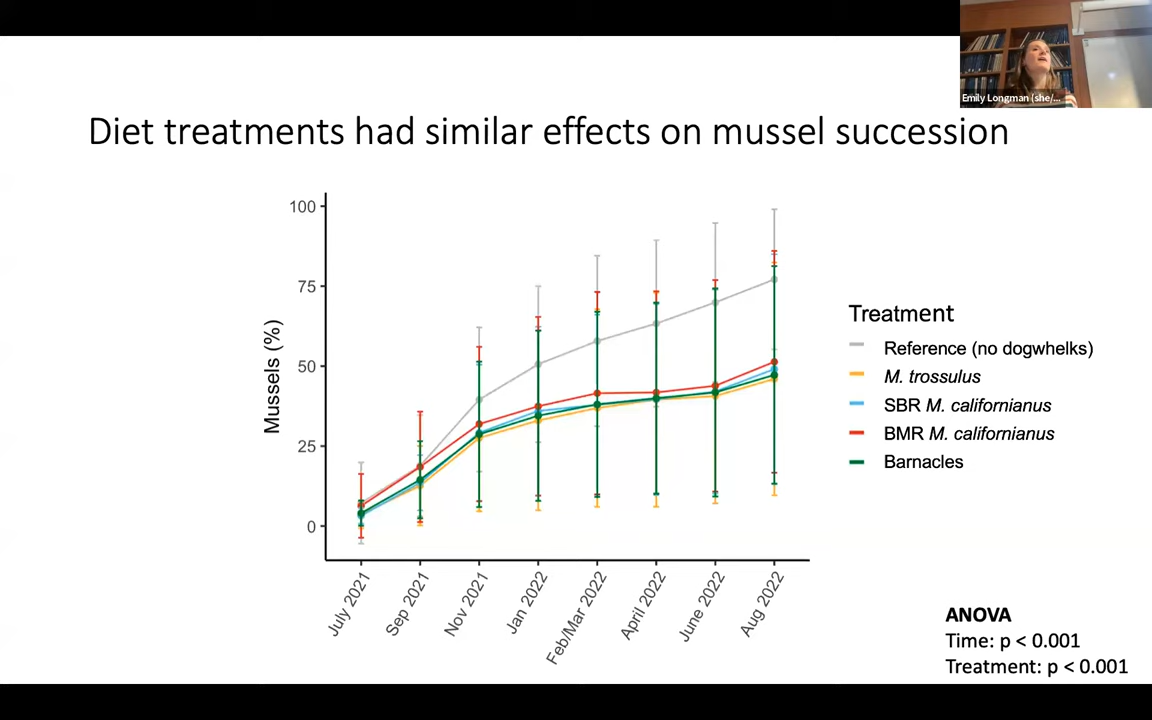 Emily Longman (she/...
Diet treatments had similar effects on mussel succession
100
75
50
25
0
Mussels (%)
July 2021
Sep 2021
Nov 2021
Jan 2022
Feb/Mar 2022
April 2022
June 2022
Aug 2022
Treatment
Reference (no dogwhelks)
M. trossulus
SBR M. californianus
BMR M. californianus
Barnacles
ANOVA
Time: p < 0.001
Treatment: p < 0.001